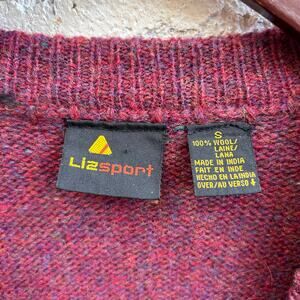 Lizsport
S
100% WOOL/
LAINE/
LANA
MADE IN INDIA
FAIT EN INDE
HECHO EN LA INDIA
OVER/AU VERSO